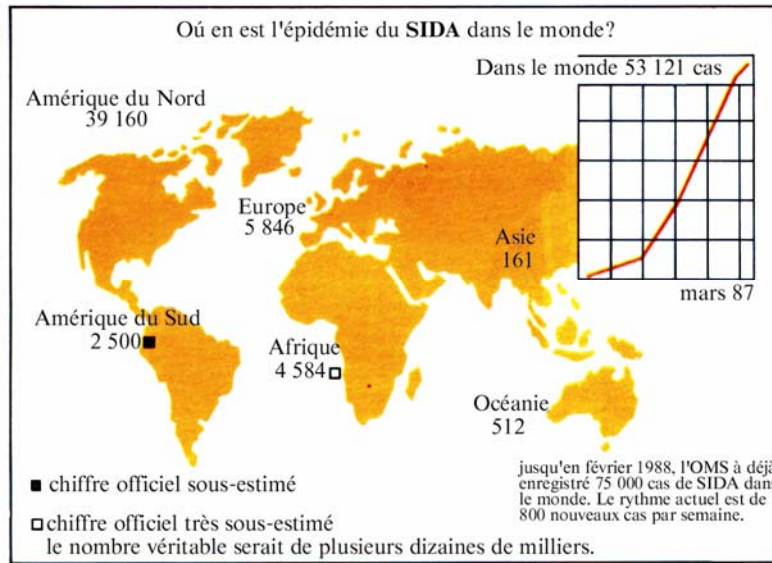 Oú en est l'épidémie du SIDA dans le monde?
Dans le monde 53 121 cas
Amérique du Nord
39 160
Europe
5 846
Asie
161
mars 87
Amérique du Sud
2 500
Afrique
4 584
Océanie
512
chiffre officiel sous-estimé
chiffre officiel très sous-estimé
le nombre véritable serait de plusieurs dizaines de milliers.
jusqu'en février 1988, l'OMS à déjà
enregistré 75 000 cas de SIDA dans
le monde. Le rythme actuel est de
800 nouveaux cas par semaine.